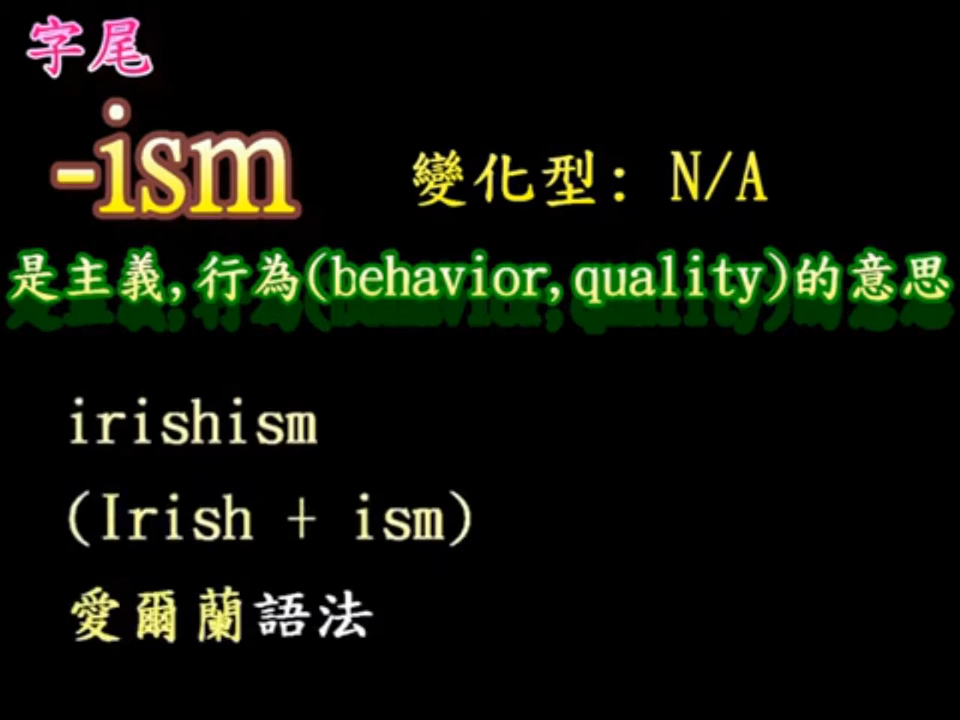 字尾
-ism
變化型: N/A
是主義,行為(behavior,quality)的意思
irishism
(Irish + ism)
愛爾蘭語法